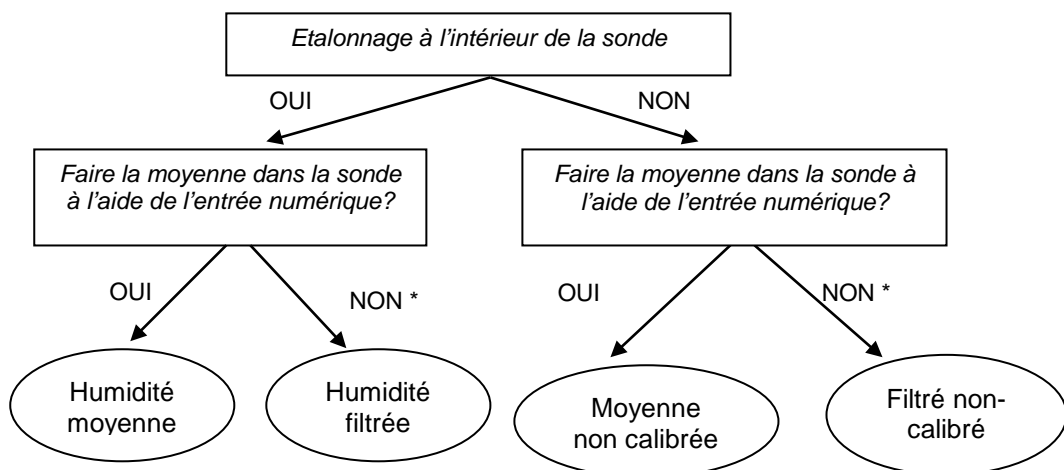 Etalonnage à l'intérieur de la sonde
OUI
NON
Faire la moyenne dans la sonde
à l'aide de l'entrée numérique?
Faire la moyenne dans la sonde à
l'aide de l'entrée numérique?
OUI
NON *
OUI
NON *
Humidité
moyenne
Humidité
filtrée
Moyenne
non calibrée
Filtré non-
calibré